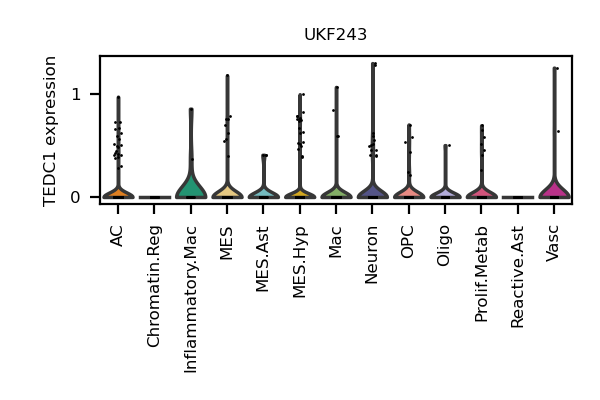 UKF243
TEDC1 expression
1
0
AC
Chromatin.Reg
Inflammatory.Mac
MES
MES.Ast
MES.Hyp
Mac
Neuron
OPC
Oligo
Prolif.Metab
Reactive.Ast
Vasc